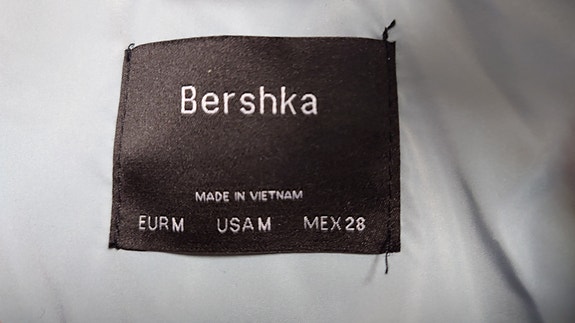 Bershka
MADE IN VIETNAM
EUR M USA M MEX 28